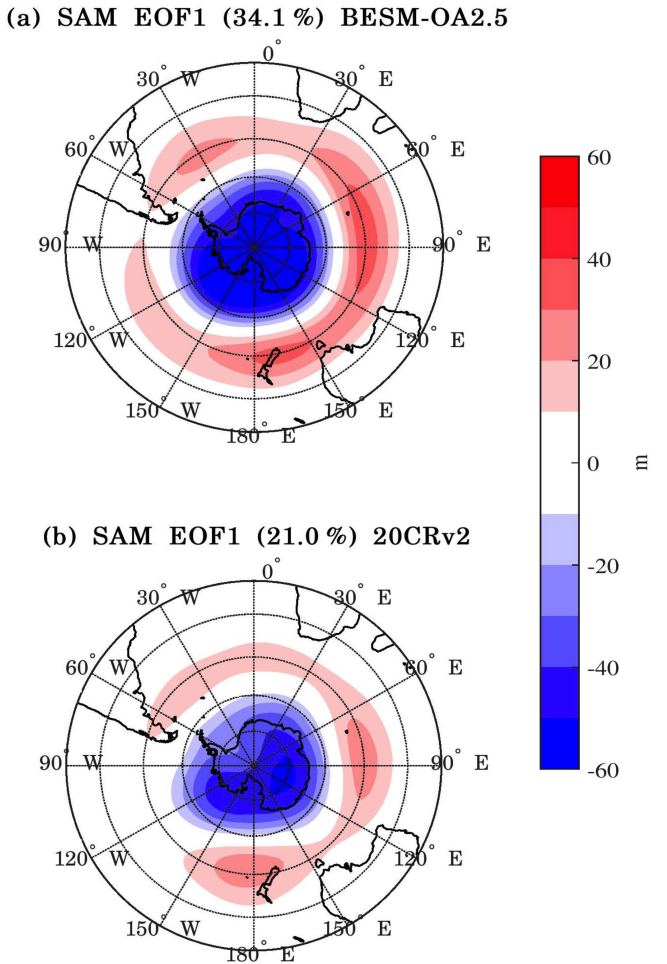 (a) SAM EOF1 (34.1 %) BESM-OA2.5
0°
30° W
30° E
60° W
60° E
90° W
90° E
120° W
120° E
150° W
150° E
180° E
60
40
20
0
-20
-40
-60
m
(b) SAM EOF1 (21.0 %) 20CRv2
0°
30° W
30° E
60° W
60° E
90° W
90° E
120° W
120° E
150° W
150° E
180° E